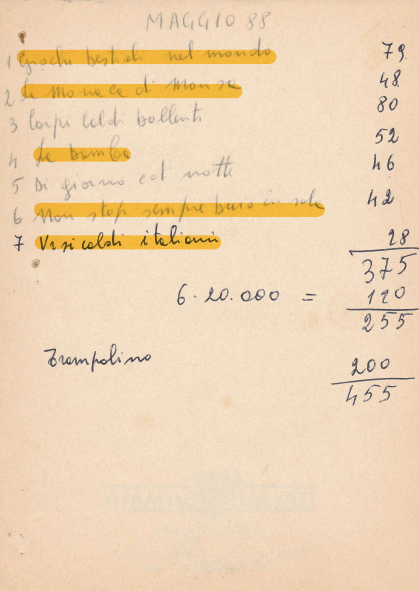 MAGGIO 88
1 Giochi bestiali nel mondo 79
2 La Monaca di Monza 48
3 Corpi caldi bollenti 80
4 La bimba 52
5 Di giorno ed notte 46
6 Non stop sempre buio in sala 42
7 Vizi caldi italiani 28
375
6.20.000 = 120
255
Trampolino 200
455